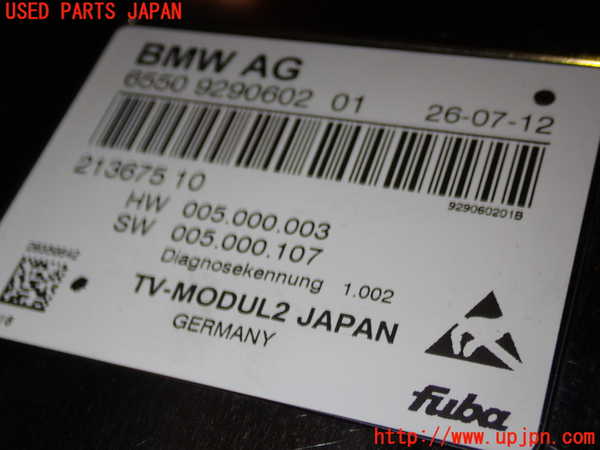 USED PARTS JAPAN
BMW AG
6550 9290602 01 26-07-12
929060201B
213675 10
HW 005.000.003
SW 005.000.107
Diagnosekennung 1.002
TV-MODUL2 JAPAN
GERMANY
fuba
http://www.upjpn.com/